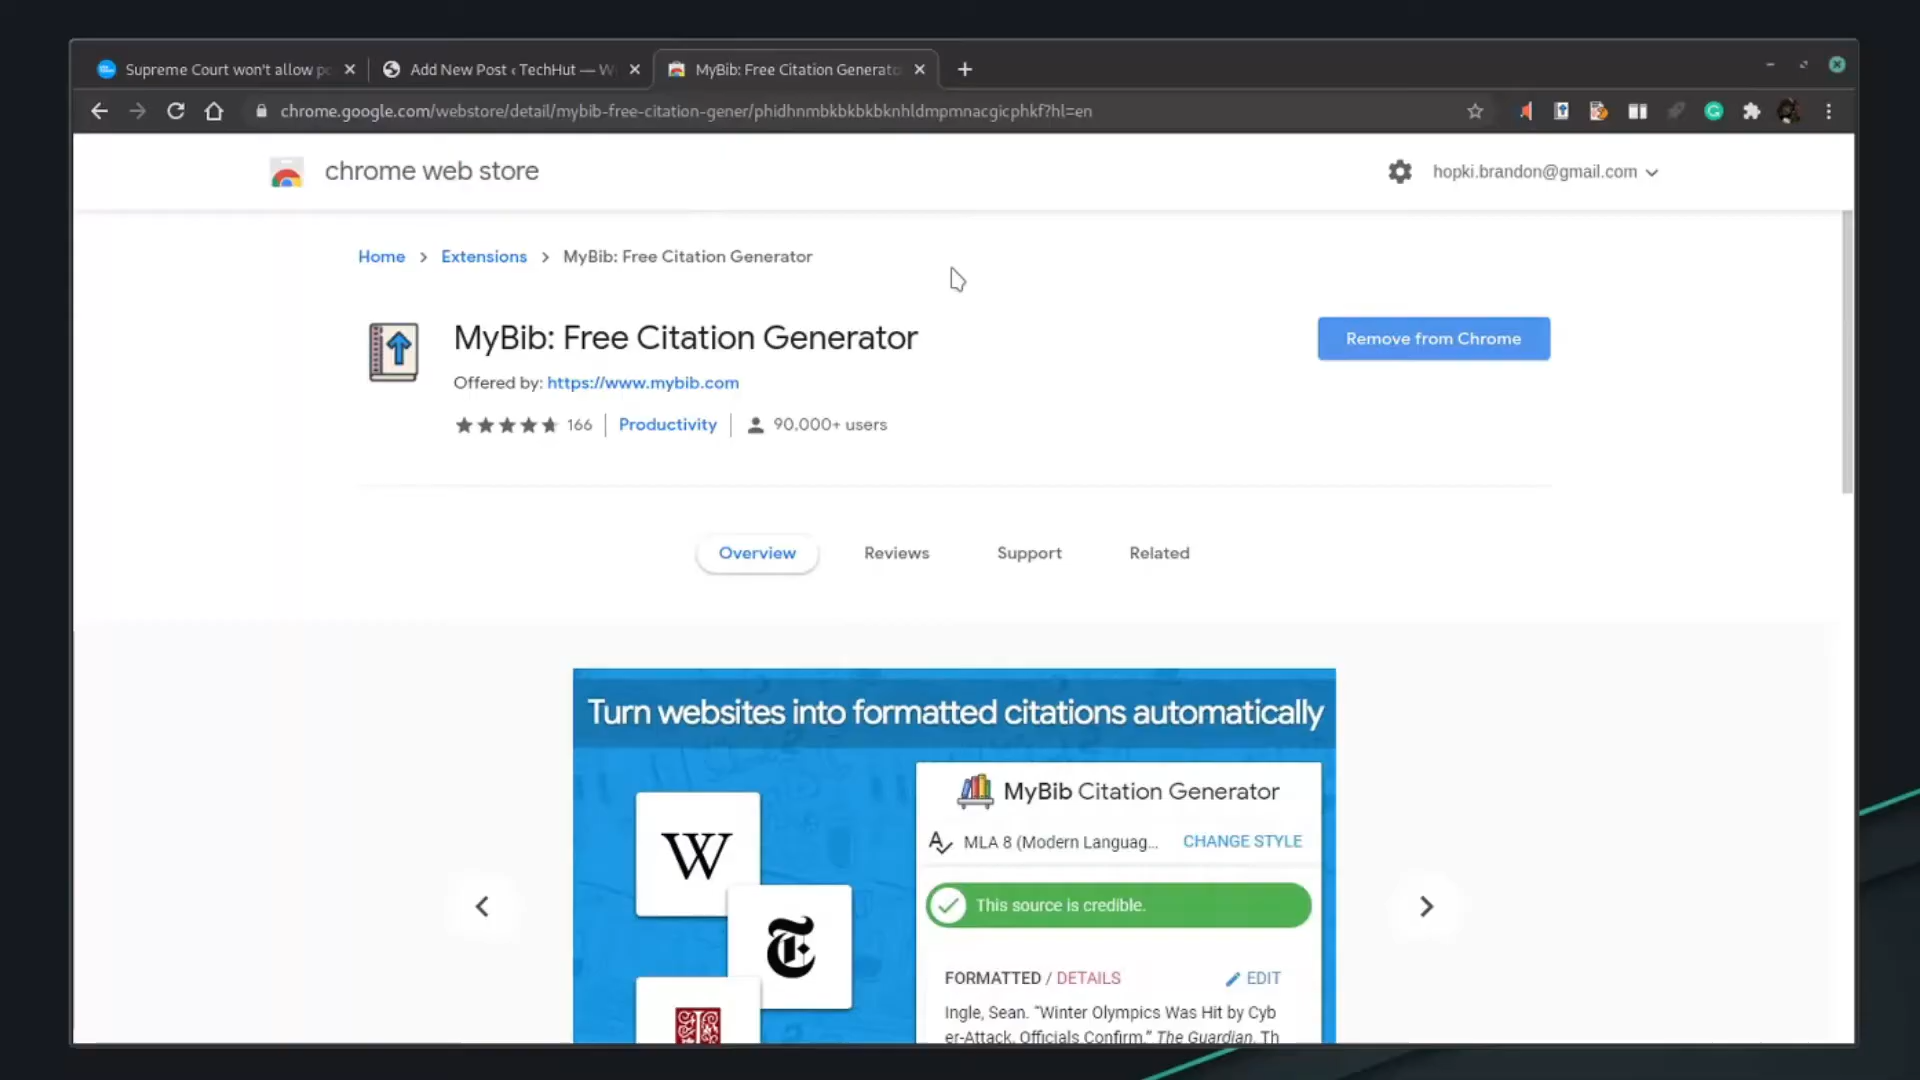 Supreme Court won't allow po
Add New Post ‹ TechHut — W
MyBib: Free Citation Generato
chrome.google.com/webstore/detail/mybib-free-citation-gener/phidhnmbkbkbkbknhldmpmnacgicphkf?hl=en
chrome web store
hopki.brandon@gmail.com
Home > Extensions > MyBib: Free Citation Generator
MyBib: Free Citation Generator
Remove from Chrome
Offered by: https://www.mybib.com
166 | Productivity | 90,000+ users
Overview Reviews Support Related
Turn websites into formatted citations automatically
MyBib Citation Generator
MLA 8 (Modern Languag... CHANGE STYLE
W
This source is credible.
T
FORMATTED / DETAILS EDIT
Ingle, Sean. “Winter Olympics Was Hit by Cyb
er-Attack, Officials Confirm.” The Guardian, Th